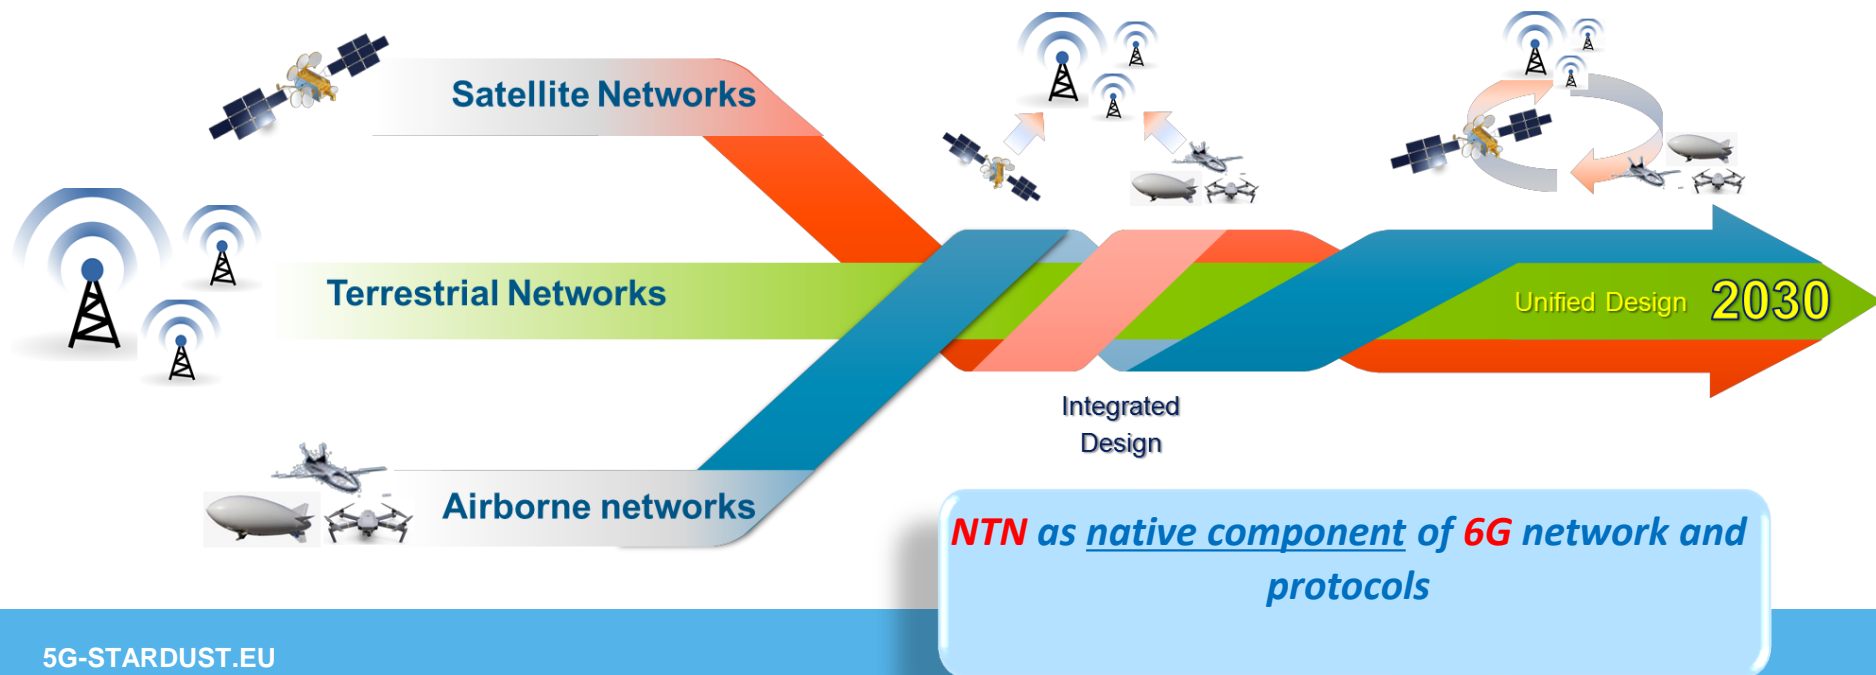 Satellite Networks
Terrestrial Networks
Unified Design 2030
Integrated
Design
Airborne networks
NTN as native component of 6G network and
protocols
5G-STARDUST.EU